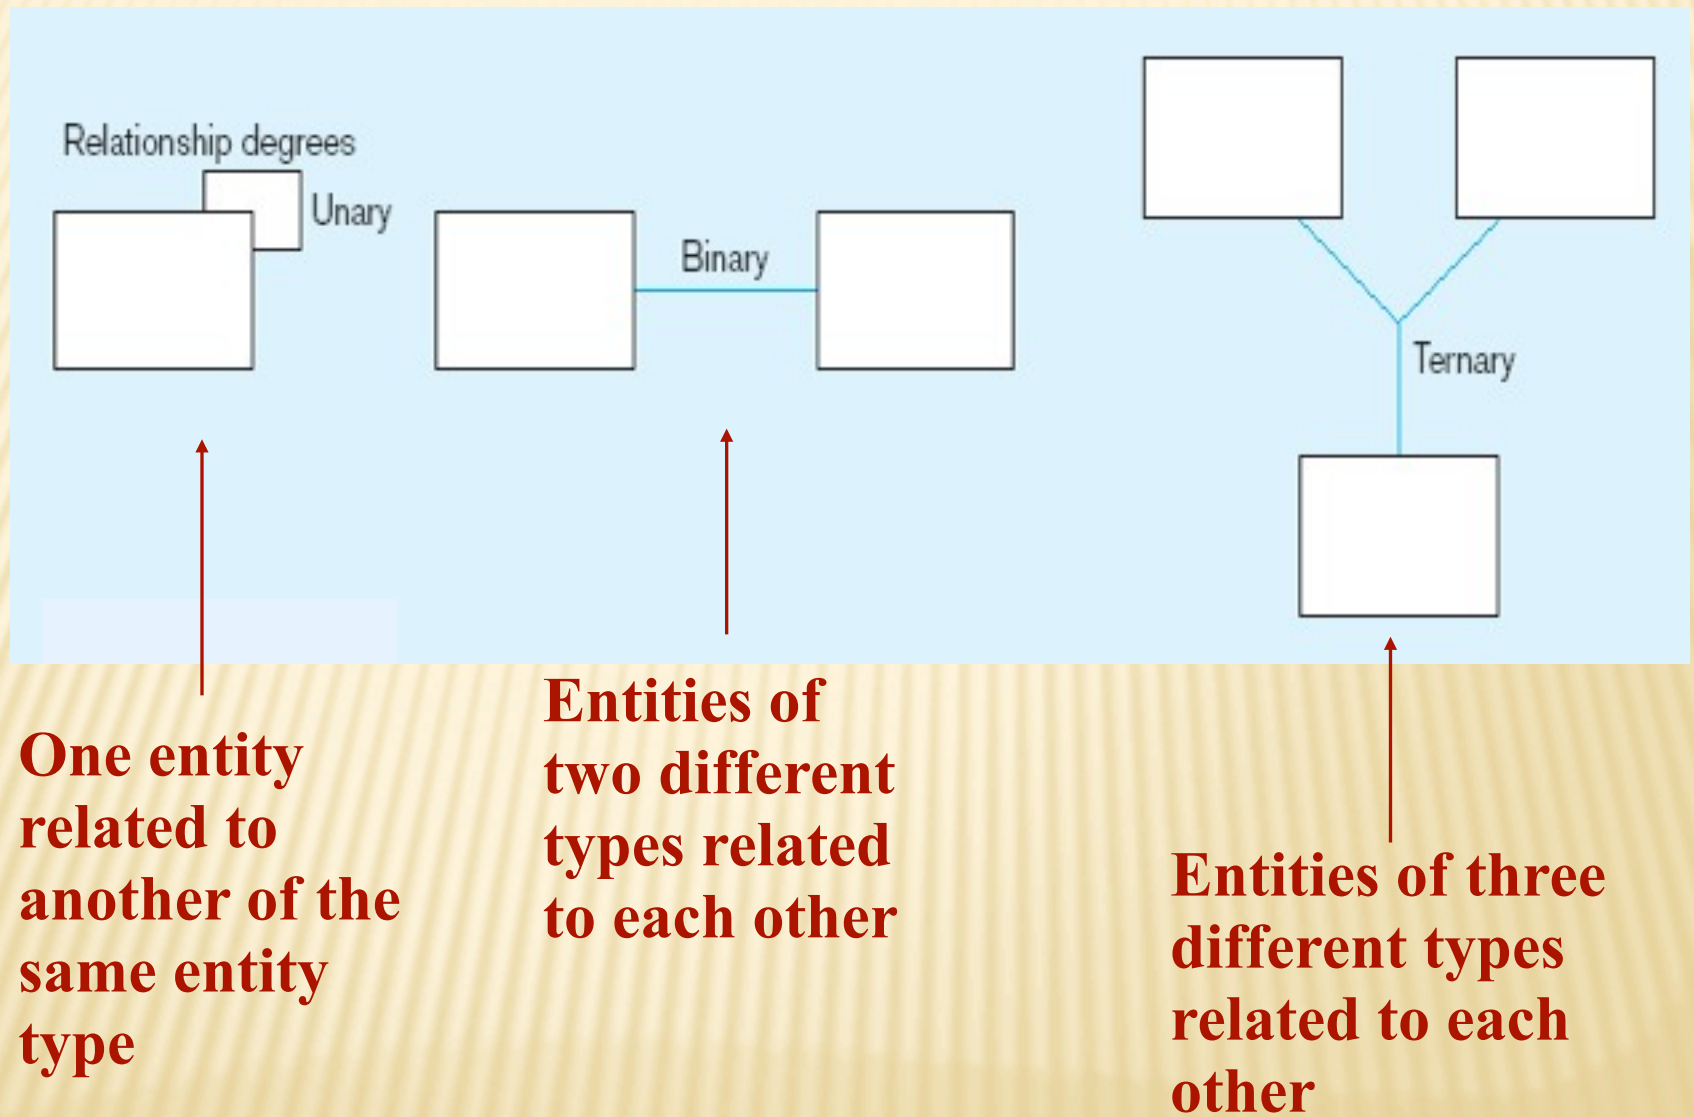 Relationship degrees
Unary
Binary
Ternary
One entity
related to
another of the
same entity
type
Entities of
two different
types related
to each other
Entities of three
different types
related to each
other